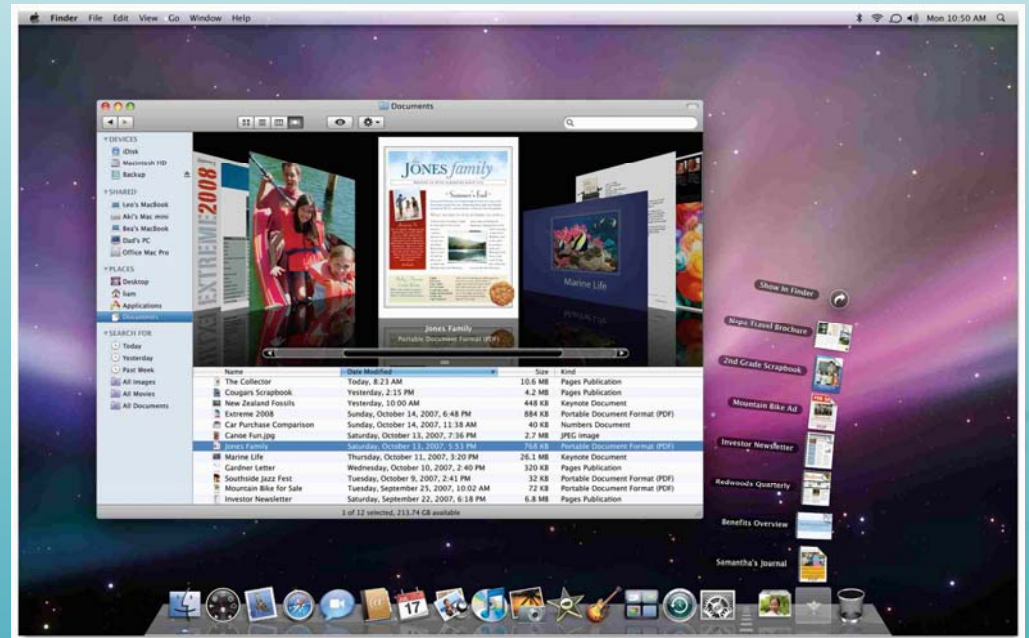 Finder File Edit View Go Window Help Mon 10:50 AM
Documents
DEVICES
iDisk
Macintosh HD
Backup
SHARED
Leo's MacBook
Aki's Mac mini
Bea's MacBook
Dad's PC
Office Mac Pro
PLACES
Desktop
liam
Applications
Documents
SEARCH FOR
Today
Yesterday
Past Week
All Images
All Movies
All Documents
EXTREME 2008
JONES family
Summer's End
Marine Life
Jones Family
Portable Document Format (PDF)
Name Date Modified Size Kind
The Collector Today, 8:23 AM 10.6 MB Pages Publication
Cougars Scrapbook Yesterday, 2:15 PM 4.2 MB Pages Publication
New Zealand Fossils Yesterday, 10:00 AM 448 KB Keynote Document
Extreme 2008 Sunday, October 14, 2007, 6:48 PM 884 KB Portable Document Format (PDF)
Car Purchase Comparison Sunday, October 14, 2007, 11:38 AM 40 KB Numbers Document
Canoe Fun.jpg Saturday, October 13, 2007, 7:36 PM 2.7 MB JPEG image
Jones Family Saturday, October 13, 2007, 5:53 PM 768 KB Portable Document Format (PDF)
Marine Life Thursday, October 11, 2007, 3:20 PM 26.1 MB Keynote Document
Gardner Letter Wednesday, October 10, 2007, 2:40 PM 320 KB Pages Publication
Southside Jazz Fest Tuesday, October 9, 2007, 2:41 PM 32 KB Portable Document Format (PDF)
Mountain Bike for Sale Tuesday, September 25, 2007, 10:02 AM 72 KB Portable Document Format (PDF)
Investor Newsletter Saturday, September 22, 2007, 6:18 PM 6.8 MB Pages Publication
1 of 12 selected, 213.74 GB available
Show in Finder
Napa Travel Brochure
2nd Grade Scrapbook
Mountain Bike Ad
Investor Newsletter
Redwoods Quarterly
Benefits Overview
Samantha's Journal
17